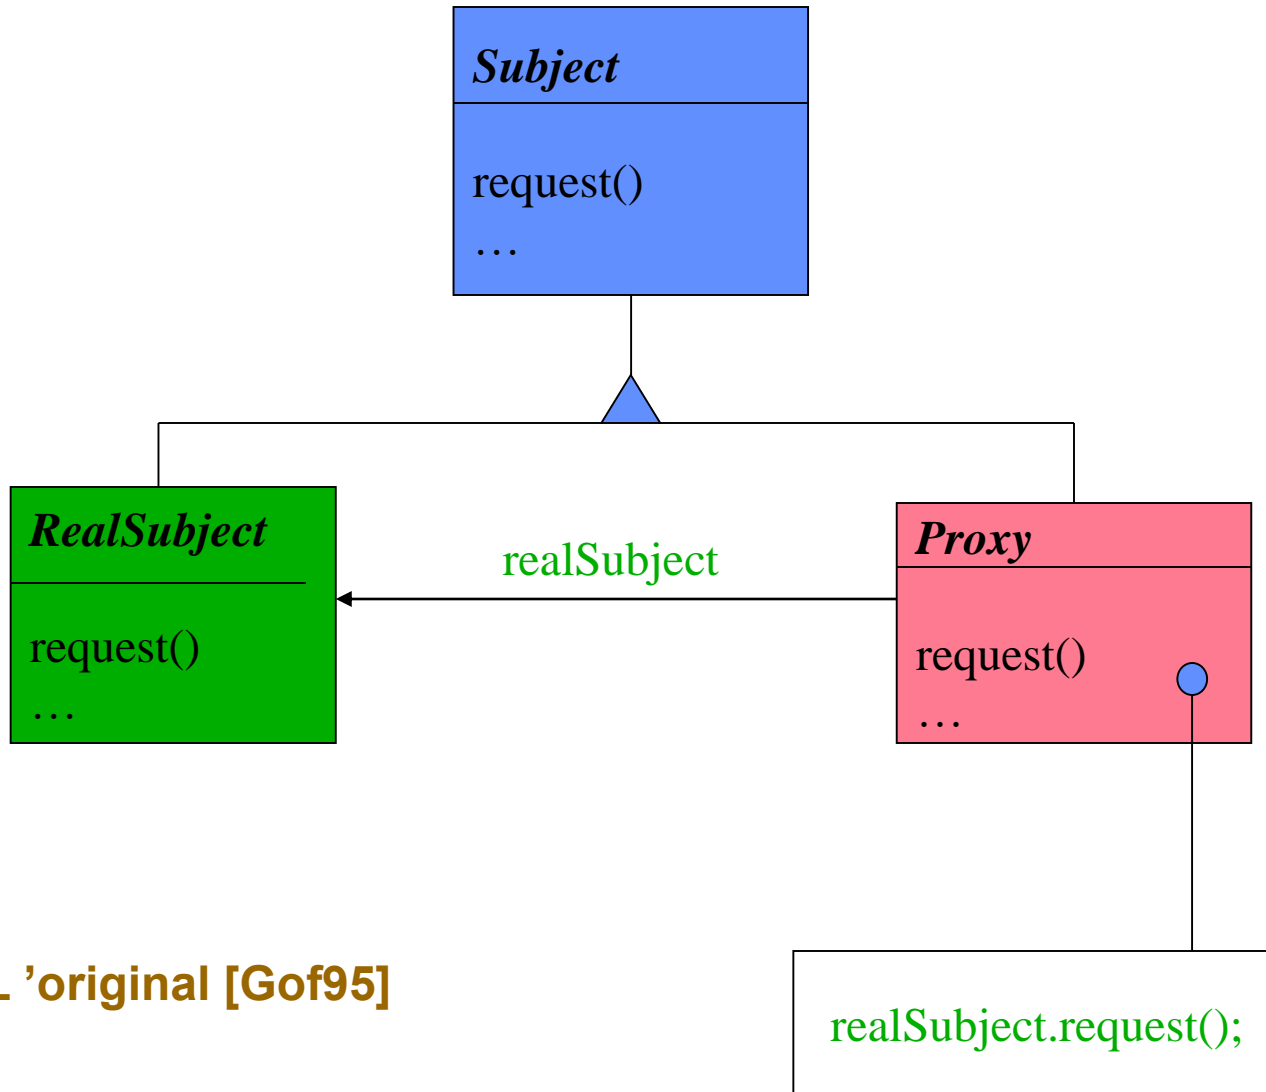 Subject
request()
…
RealSubject
request()
…
realSubject
Proxy
request()
…
’original [Gof95]
realSubject.request();